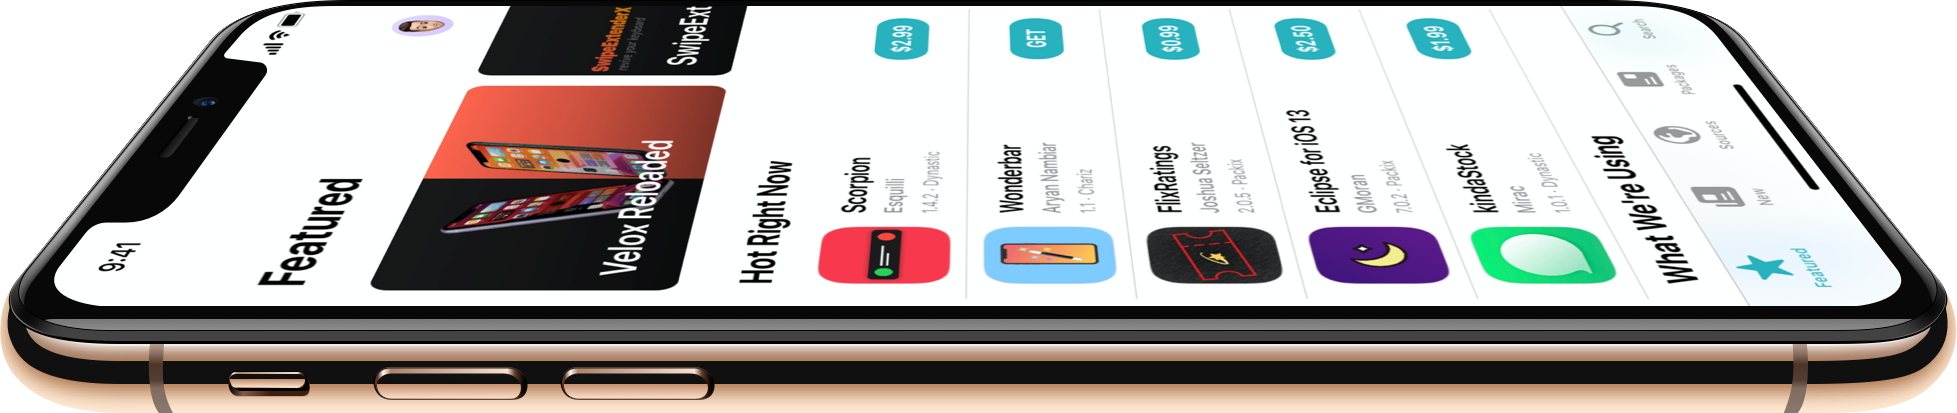 9:41
Featured
Velox Reloaded
SwipeExtenderX
revive your keyboard
SwipeExt
Hot Right Now
Scorpion
Esquilli
1.4.2 · Dynastic
$2.99
Wonderbar
Aryan Nambiar
1.1 · Chariz
GET
FlixRatings
Joshua Seltzer
2.0.5 · Packix
$0.99
Eclipse for iOS 13
GMoran
7.0.2 · Packix
$2.50
kindaStock
Mirac
1.0.1 · Dynastic
$1.99
What We're Using
Featured
New
Sources
Packages
Search